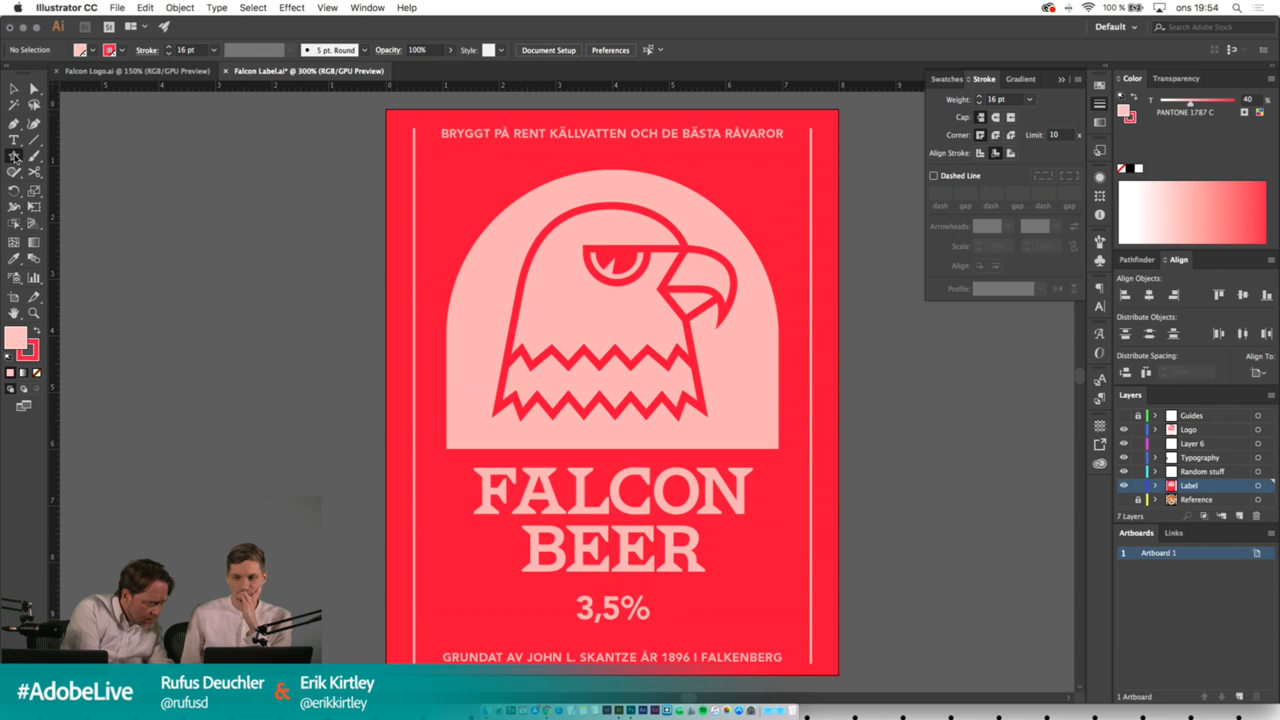 Illustrator CC File Edit Object Type Select Effect View Window Help
100 % ons 19:54
Ai Br St Default Search Adobe Stock
No Selection Stroke: 16 pt 5 pt. Round Opacity: 100% Style: Document Setup Preferences
Falcon Logo.ai @ 150% (RGB/GPU Preview) Falcon Label.ai* @ 300% (RGB/GPU Preview)
Swatches Stroke Gradient
Weight: 16 pt
Cap:
Corner: Limit: 10 x
Align Stroke:
Dashed Line
dash gap dash gap dash gap
Arrowheads:
Scale: 100% 100%
Align:
Profile:
Color Transparency
T 40 %
PANTONE 1787 C
Pathfinder Align
Align Objects:
Distribute Objects:
Distribute Spacing: Align To:
Layers
Guides
Logo
Layer 6
Typography
Random stuff
Label
Reference
7 Layers
Artboards Links
1 Artboard 1
1 Artboard
BRYGGT PÅ RENT KÄLLVATTEN OCH DE BÄSTA RÅVAROR
FALCON
BEER
3,5%
GRUNDAT AV JOHN L. SKANTZE ÅR 1896 I FALKENBERG
#AdobeLive
Rufus Deuchler
@rufusd
&
Erik Kirtley
@erikkirtley